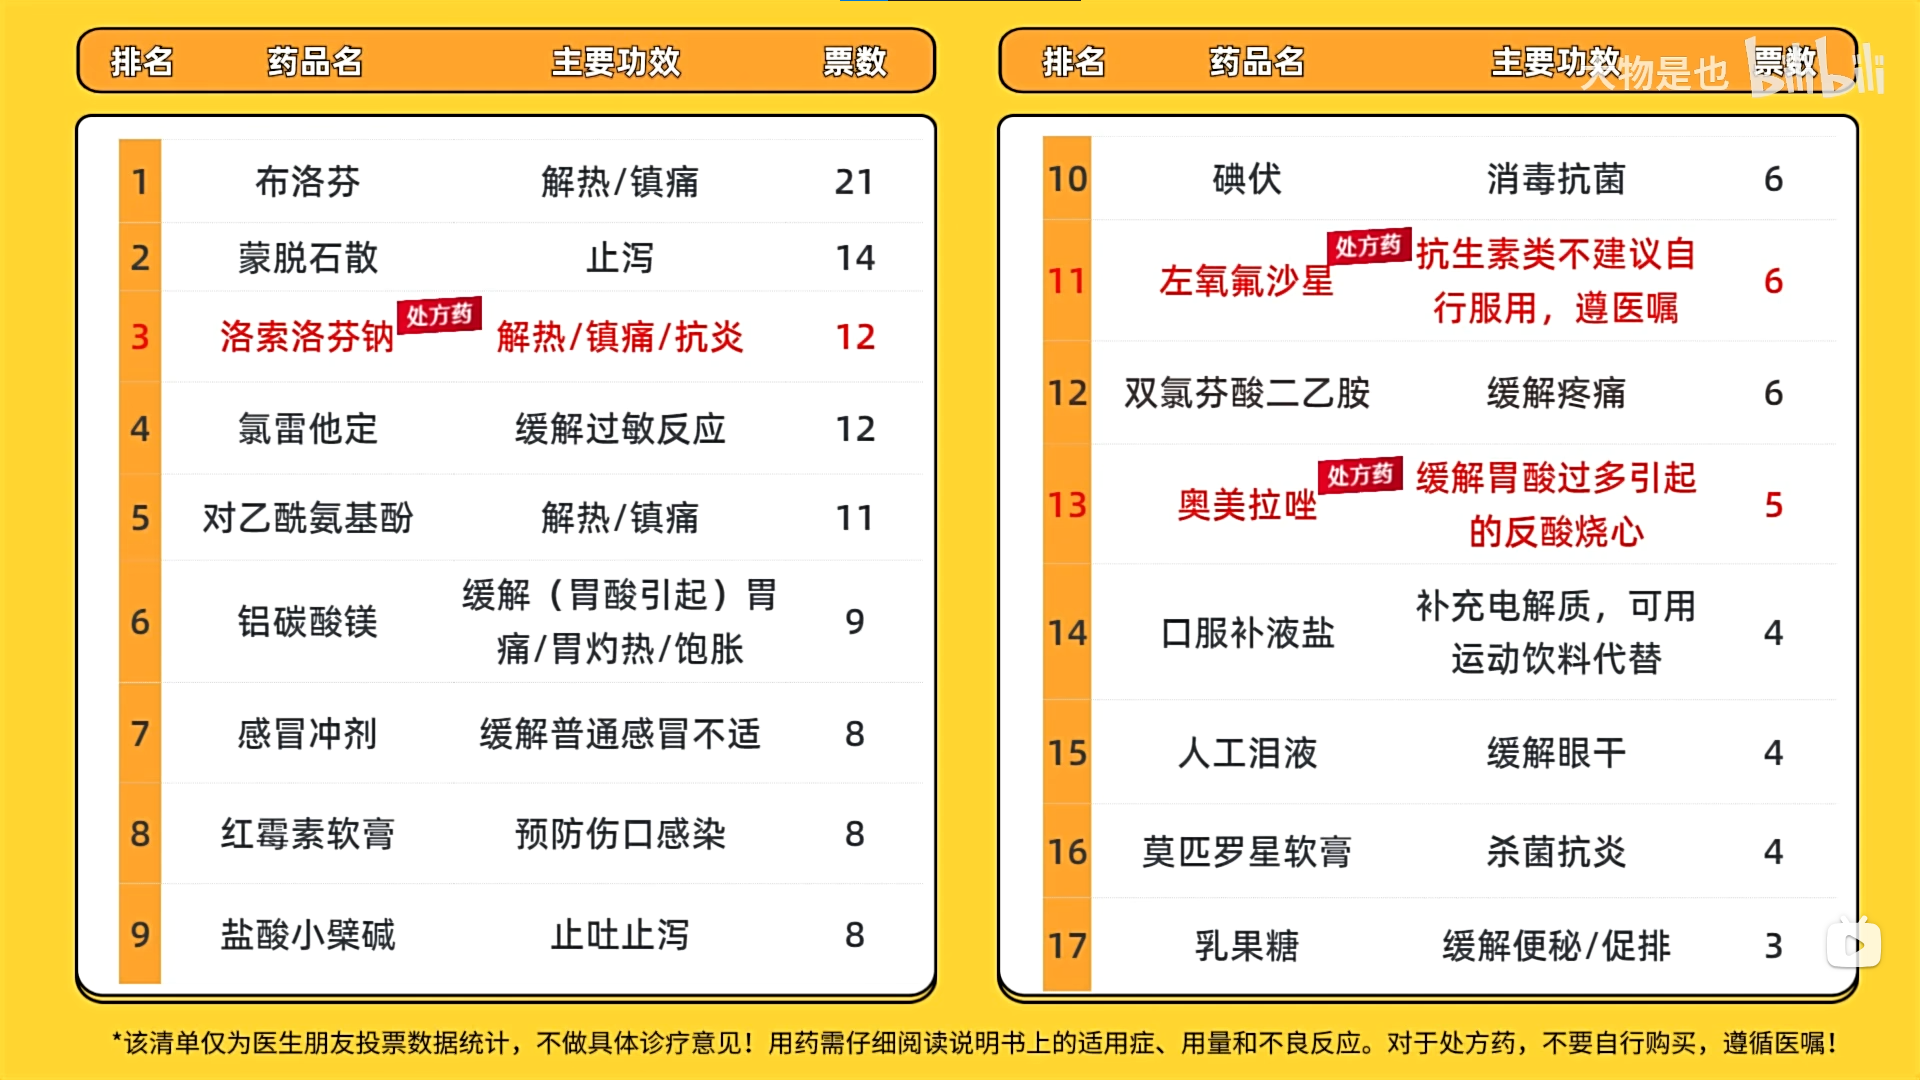 排名 药品名 主要功效 票数
1 布洛芬 解热/镇痛 21
2 蒙脱石散 止泻 14
3 洛索洛芬钠 处方药 解热/镇痛/抗炎 12
4 氯雷他定 缓解过敏反应 12
5 对乙酰氨基酚 解热/镇痛 11
6 铝碳酸镁 缓解（胃酸引起）胃
痛/胃灼热/饱胀 9
7 感冒冲剂 缓解普通感冒不适 8
8 红霉素软膏 预防伤口感染 8
9 盐酸小檗碱 止吐止泻 8
排名 药品名 主要功效 票数
人物是也 bilibili
10 碘伏 消毒抗菌 6
11 左氧氟沙星 处方药 抗生素类不建议自
行服用，遵医嘱 6
12 双氯芬酸二乙胺 缓解疼痛 6
13 奥美拉唑 处方药 缓解胃酸过多引起
的反酸烧心 5
14 口服补液盐 补充电解质，可用
运动饮料代替 4
15 人工泪液 缓解眼干 4
16 莫匹罗星软膏 杀菌抗炎 4
17 乳果糖 缓解便秘/促排 3
*该清单仅为医生朋友投票数据统计，不做具体诊疗意见！用药需仔细阅读说明书上的适用症、用量和不良反应。对于处方药，不要自行购买，遵循医嘱！